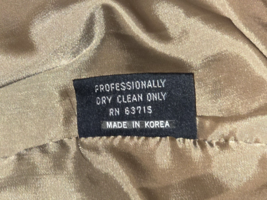 PROFESSIONALLY
DRY CLEAN ONLY
RN 63715
MADE IN KOREA